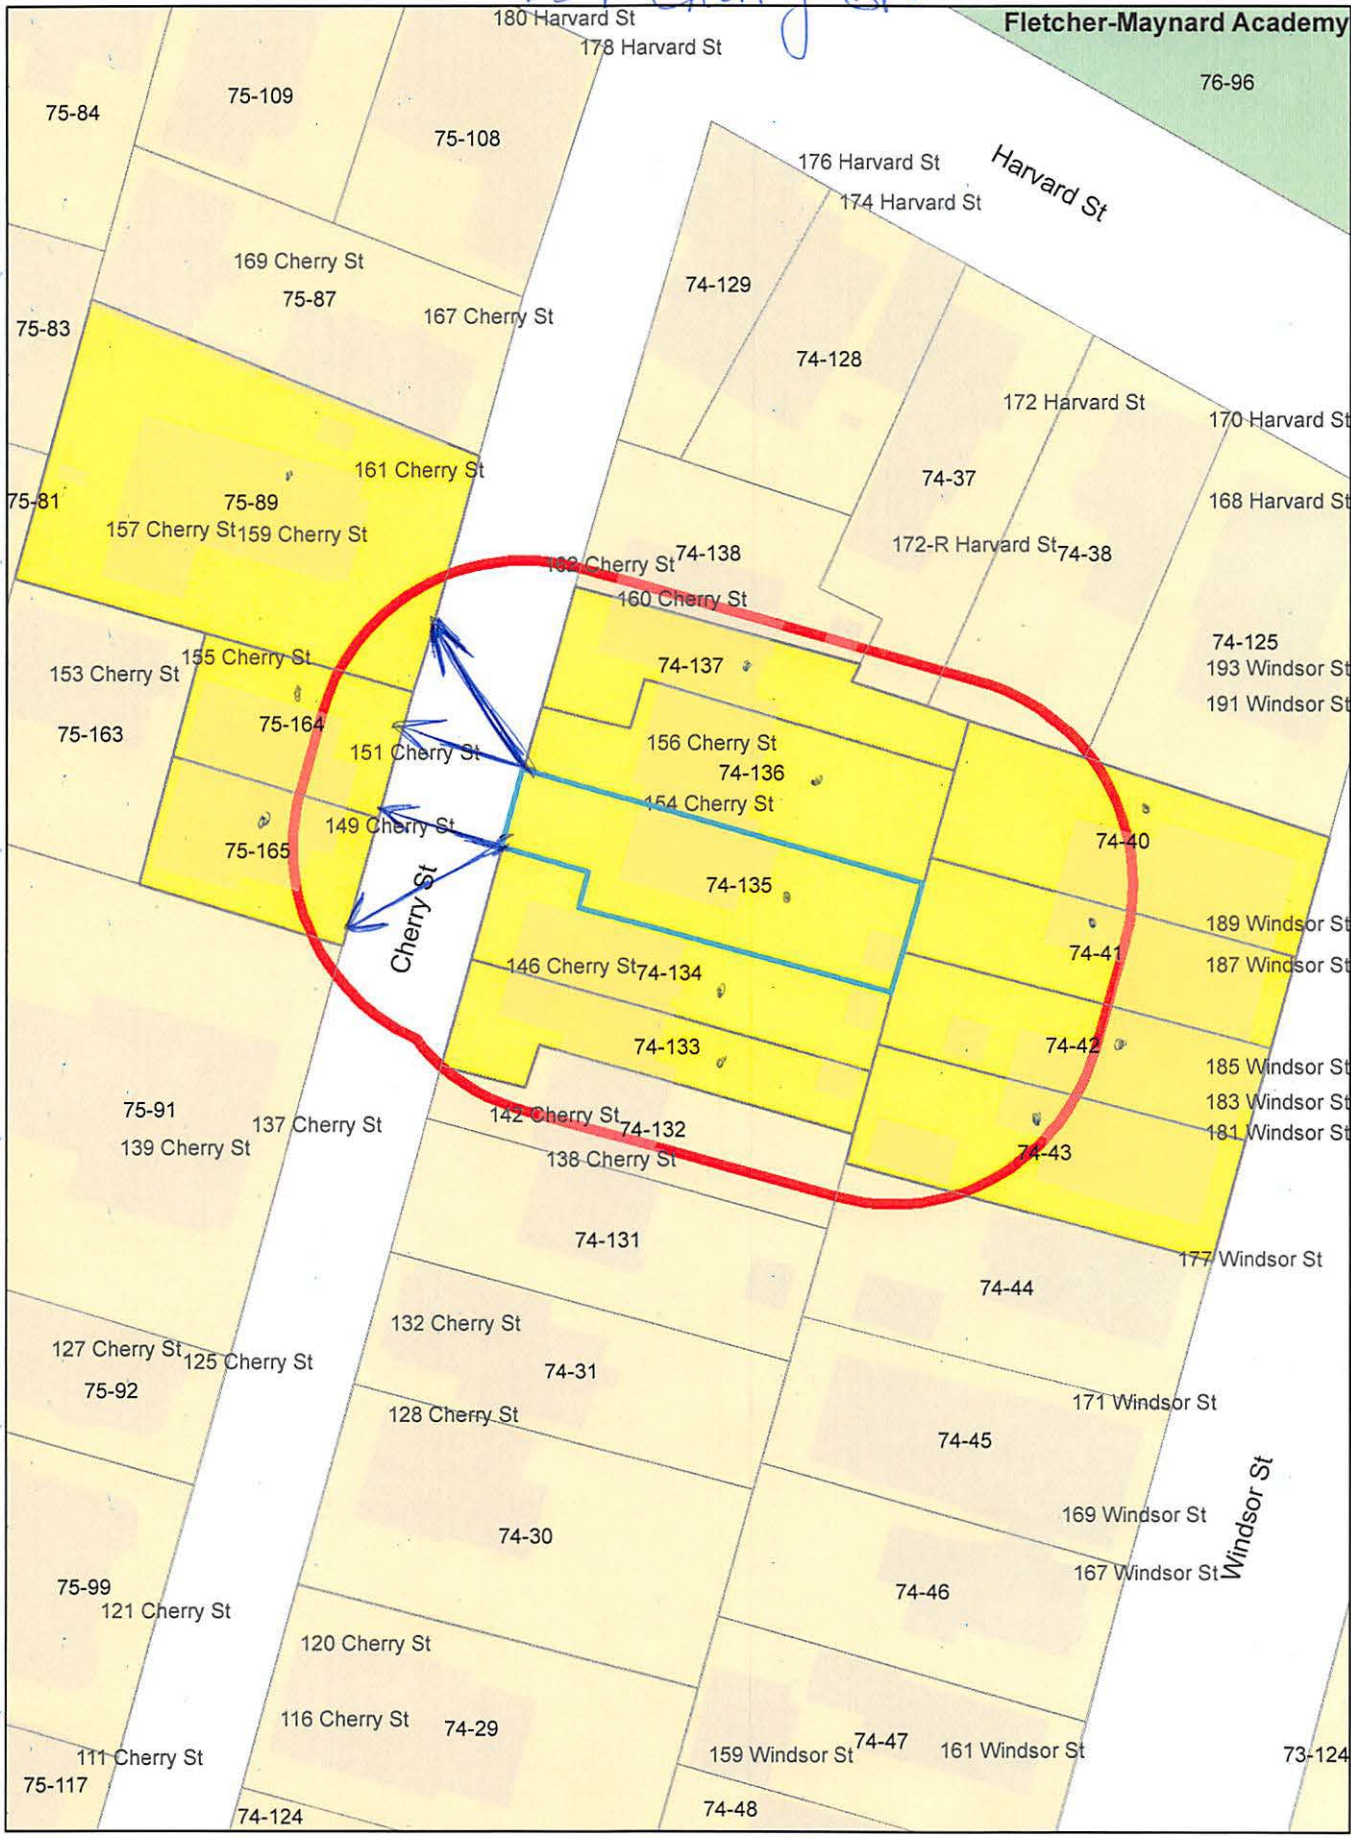 180 Harvard St
Fletcher-Maynard Academy
178 Harvard St
76-96
75-109
75-84
75-108
Harvard St
176 Harvard St
174 Harvard St
169 Cherry St
75-87
74-129
167 Cherry St
75-83
74-128
172 Harvard St
170 Harvard St
161 Cherry St
74-37
75-81
75-89
168 Harvard St
157 Cherry St
159 Cherry St
172-R Harvard St
74-38
74-138
162 Cherry St
160 Cherry St
74-125
155 Cherry St
74-137
193 Windsor St
153 Cherry St
191 Windsor St
75-164
75-163
156 Cherry St
151 Cherry St
74-136
154 Cherry St
149 Cherry St
74-40
75-165
74-135
Cherry St
189 Windsor St
74-41
187 Windsor St
146 Cherry St
74-134
74-133
74-42
185 Windsor St
75-91
183 Windsor St
142 Cherry St
137 Cherry St
74-132
181 Windsor St
139 Cherry St
138 Cherry St
74-43
74-131
177 Windsor St
74-44
132 Cherry St
127 Cherry St
125 Cherry St
74-31
75-92
171 Windsor St
128 Cherry St
74-45
Windsor St
169 Windsor St
74-30
167 Windsor St
75-99
74-46
121 Cherry St
120 Cherry St
116 Cherry St
74-29
74-47
161 Windsor St
159 Windsor St
73-124
111 Cherry St
75-117
74-48
74-124